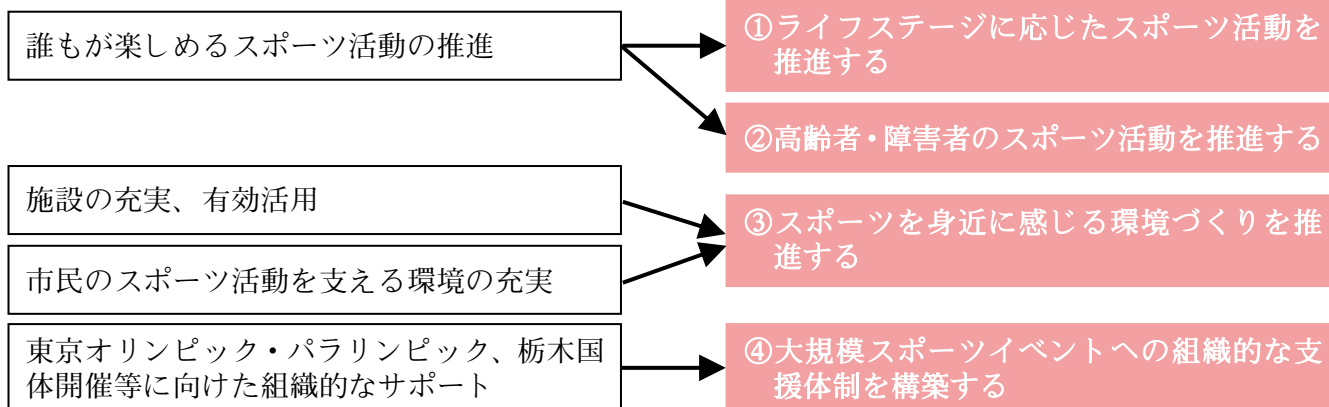 誰もが楽しめるスポーツ活動の推進
①ライフステージに応じたスポーツ活動を
推進する
②高齢者・障害者のスポーツ活動を推進する
施設の充実、有効活用
③スポーツを身近に感じる環境づくりを推
進する
市民のスポーツ活動を支える環境の充実
東京オリンピック・パラリンピック、栃木国
体開催等に向けた組織的なサポート
④大規模スポーツイベントへの組織的な支
援体制を構築する